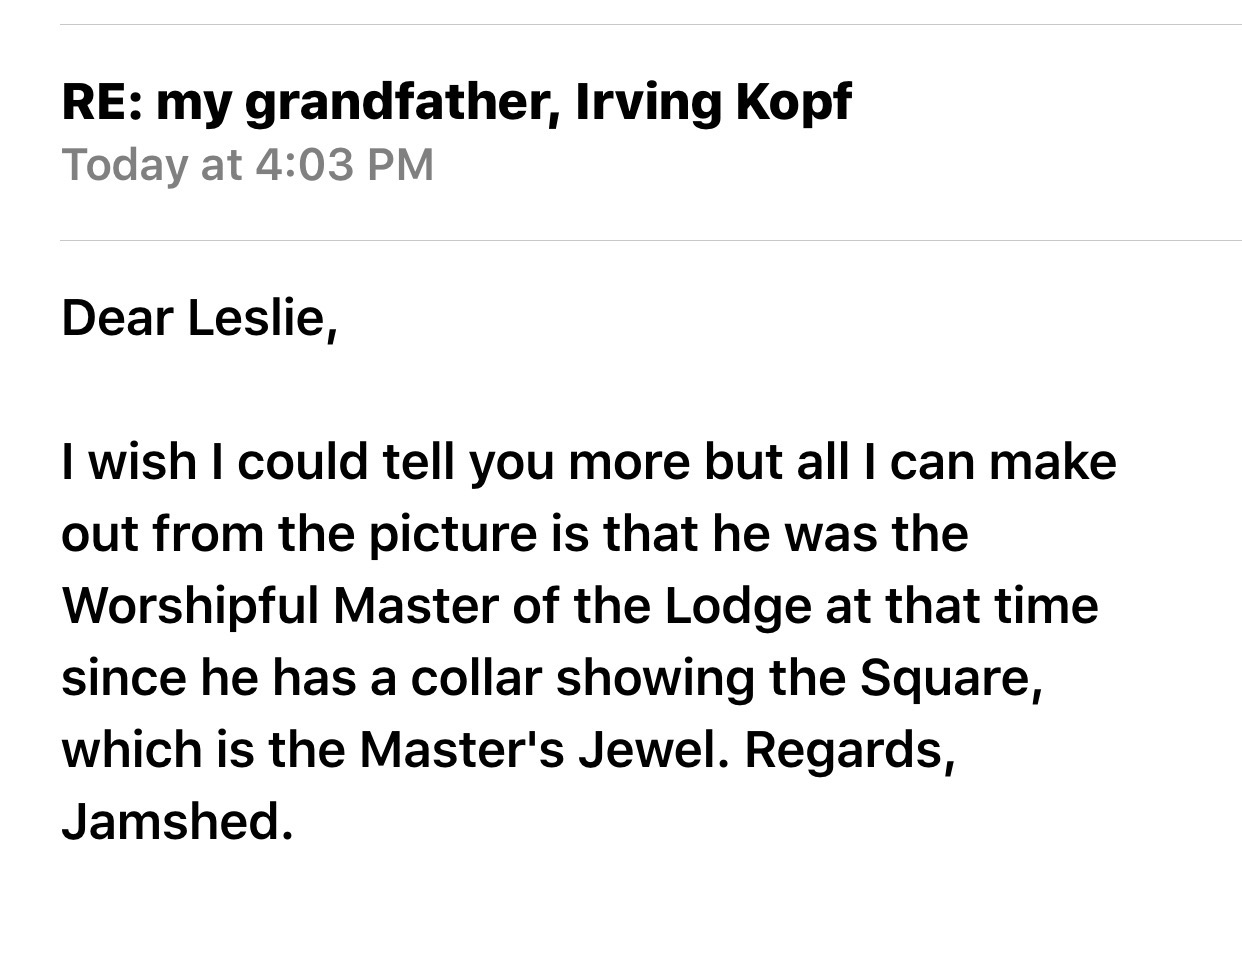 RE: my grandfather, Irving Kopf
Today at 4:03 PM
Dear Leslie,
I wish I could tell you more but all I can make
out from the picture is that he was the
Worshipful Master of the Lodge at that time
since he has a collar showing the Square,
which is the Master's Jewel. Regards,
Jamshed.